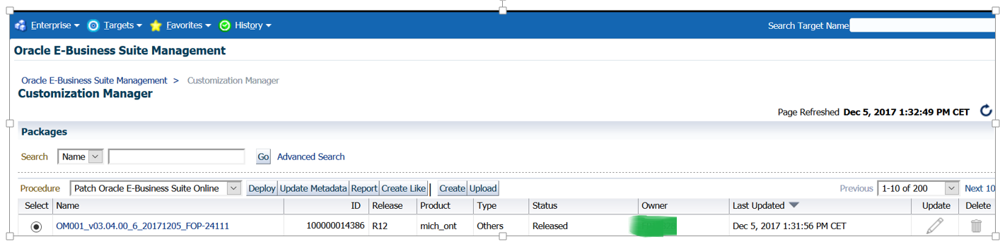 Enterprise Targets Favorites History Search Target Name
Oracle E-Business Suite Management
Oracle E-Business Suite Management > Customization Manager
Customization Manager
Page Refreshed Dec 5, 2017 1:32:49 PM CET
Packages
Search Name Go Advanced Search
Procedure Patch Oracle E-Business Suite Online Deploy Update Metadata Report Create Like Create Upload Previous 1-10 of 200 Next 10
Select Name ID Release Product Type Status Owner Last Updated Update Delete
OM001_v03.04.00_6_20171205_FOP-24111 100000014386 R12 mich_ont Others Released Dec 5, 2017 1:31:56 PM CET